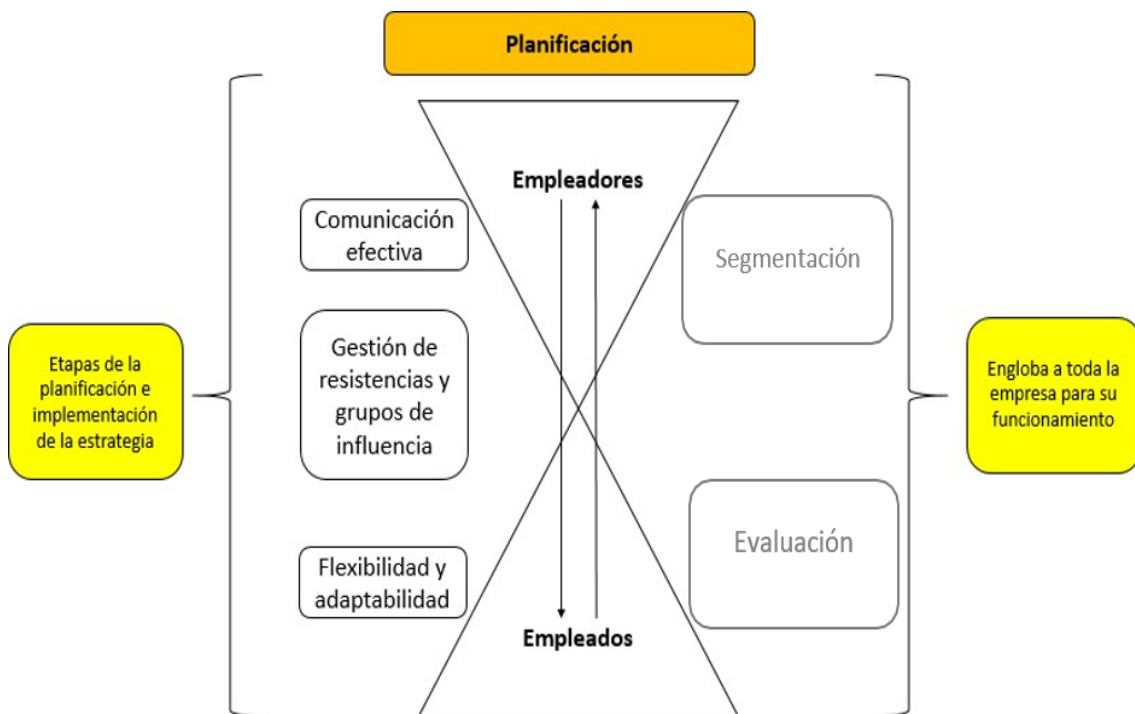 Planificación
Empleadores
Comunicación
efectiva
Segmentación
Gestión de
resistencias y
grupos de
influencia
Etapas de la
planificación e
implementación
de la estrategia
Engloba a toda la
empresa para su
funcionamiento
Evaluación
Flexibilidad y
adaptabilidad
Empleados